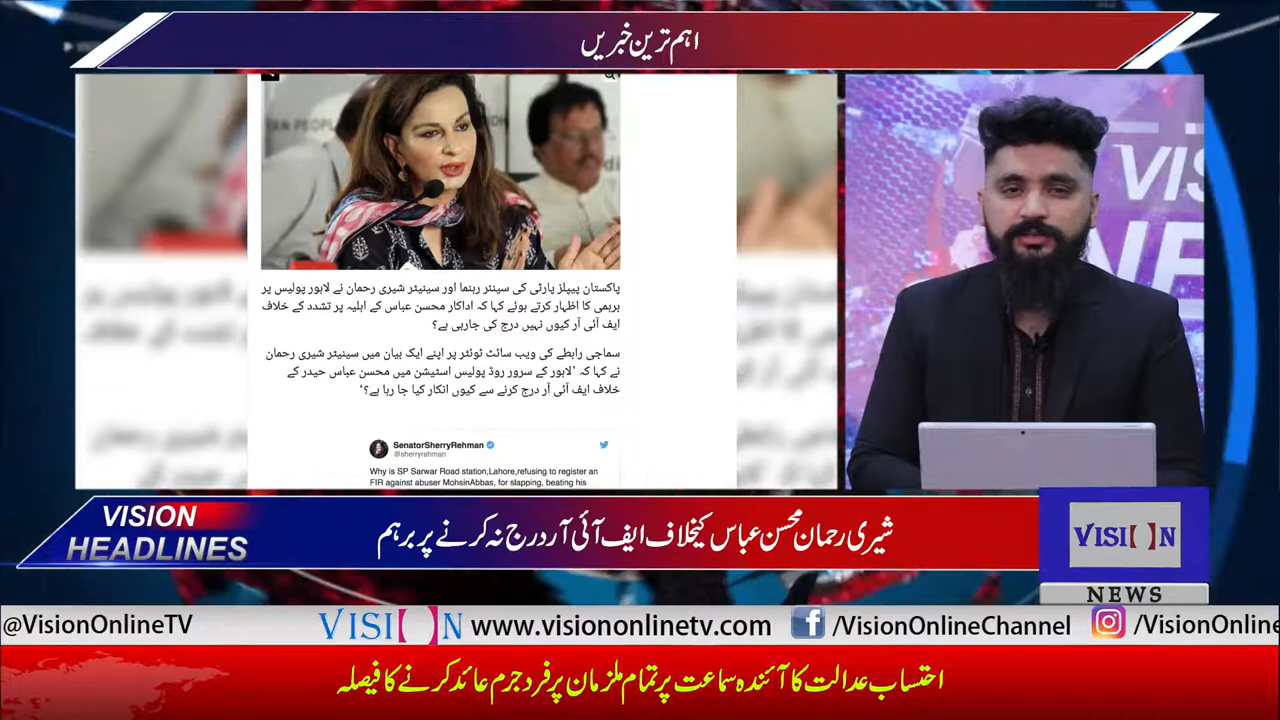 اہم ترین خبریں
پاکستان پیپلز پارٹی کی سینئر رہنما اور سینیٹر شیری رحمان نے لاہور پولیس پر
برہمی کا اظہار کرتے ہوئے کہا کہ اداکار محسن عباس کے اہلیہ پر تشدد کے خلاف
ایف آئی آر کیوں نہیں درج کی جارہی ہے؟
سماجی رابطے کی ویب سائٹ ٹوئٹر پر اپنے ایک بیان میں سینیٹر شیری رحمان
نے کہا کہ ’لاہور کے سرور روڈ پولیس اسٹیشن میں محسن عباس حیدر کے
خلاف ایف آئی آر درج کرنے سے کیوں انکار کیا جا رہا ہے؟‘
SenatorSherryRehman
@sherryrehman
Why is SP Sarwar Road station,Lahore,refusing to register an
FIR against abuser MohsinAbbas, for slapping, beating his
VIS
NE
VISION
HEADLINES
شیری رحمان محسن عباس کیخلاف ایف آئی آر درج نہ کرنے پر برہم
VISION
NEWS
@VisionOnlineTV
VISION
www.visiononlinetv.com
/VisionOnlineChannel
/VisionOnline
احتساب عدالت کا آئندہ سماعت پر تمام ملزمان پر فرد جرم عائد کرنے کا فیصلہ